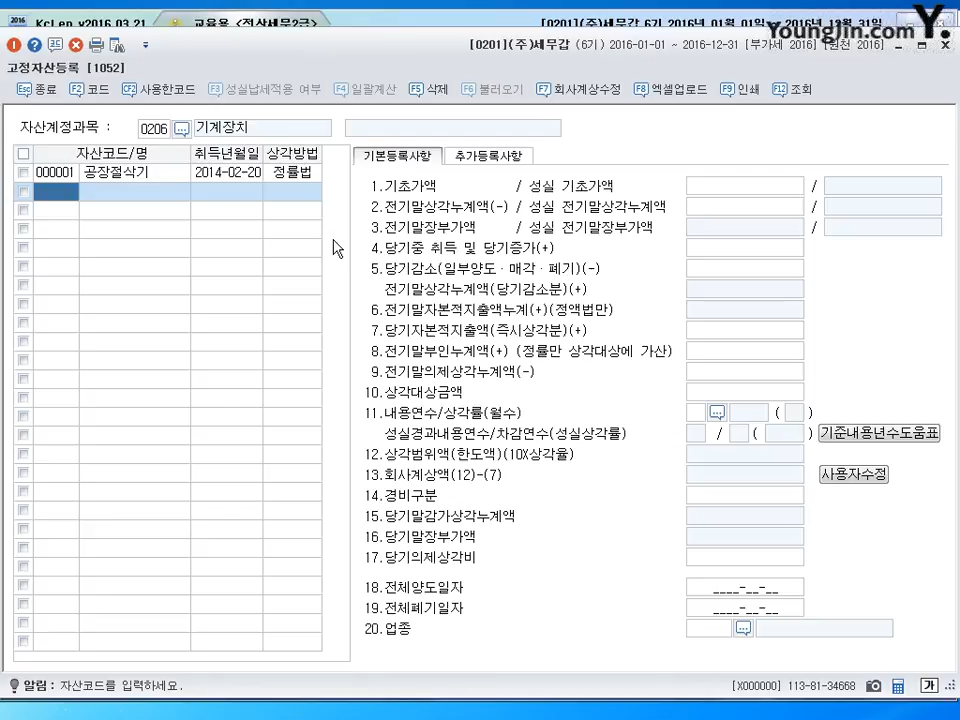 KcLep v2016.03.21 교육용 <전산세무2급> [0201](주)세무갑 6기 2016년 01월 01일 ~ 2016년 12월 31일
YoungJin.com Y.
[0201](주)세무갑 (6기) 2016-01-01 ~ 2016-12-31 [부가세 2016] [원천 2016]
고정자산등록 [1052]
Esc 종료 F2 코드 CF2 사용한코드 F3 성실납세적용 여부 F4 일괄계산 F5 삭제 F6 불러오기 F7 회사계상수정 F8 엑셀업로드 F9 인쇄 F12 조회
자산계정과목 : 0206 기계장치
자산코드/명 취득년월일 상각방법
000001 공장절삭기 2014-02-20 정률법
기본등록사항 추가등록사항
1.기초가액 / 성실 기초가액 /
2.전기말상각누계액(-) / 성실 전기말상각누계액 /
3.전기말장부가액 / 성실 전기말장부가액 /
4.당기중 취득 및 당기증가(+)
5.당기감소(일부양도·매각·폐기)(-)
전기말상각누계액(당기감소분)(+)
6.전기말자본적지출액누계(+)(정액법만)
7.당기자본적지출액(즉시상각분)(+)
8.전기말부인누계액(+) (정률만 상각대상에 가산)
9.전기말의제상각누계액(-)
10.상각대상금액
11.내용연수/상각률(월수) ( )
성실경과내용연수/차감연수(성실상각률) / ( ) 기준내용년수도움표
12.상각범위액(한도액)(10X상각율)
13.회사계상액(12)-(7) 사용자수정
14.경비구분
15.당기말감가상각누계액
16.당기말장부가액
17.당기의제상각비
18.전체양도일자 ____-__-__
19.전체폐기일자 ____-__-__
20.업종
알림 : 자산코드를 입력하세요. [X000000] 113-81-34668 가